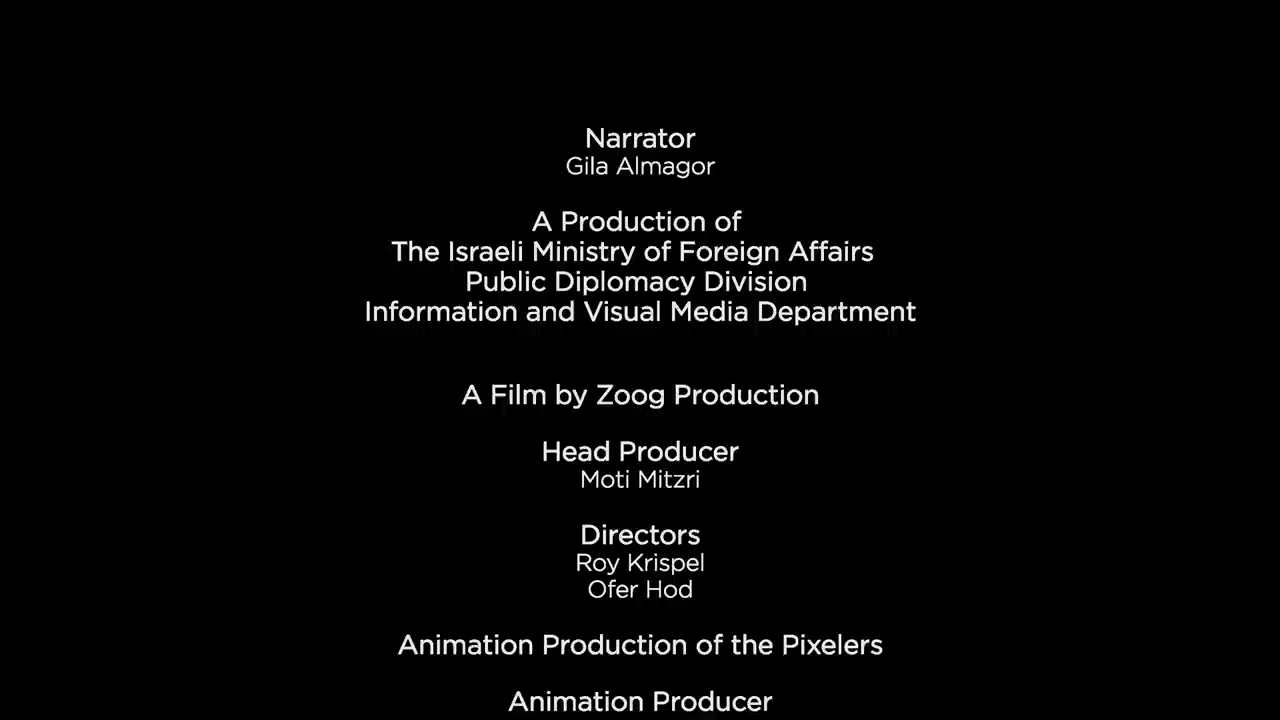 Narrator
Gila Almagor
A Production of
The Israeli Ministry of Foreign Affairs
Public Diplomacy Division
Information and Visual Media Department
A Film by Zoog Production
Head Producer
Moti Mitzri
Directors
Roy Krispel
Ofer Hod
Animation Production of the Pixelers
Animation Producer